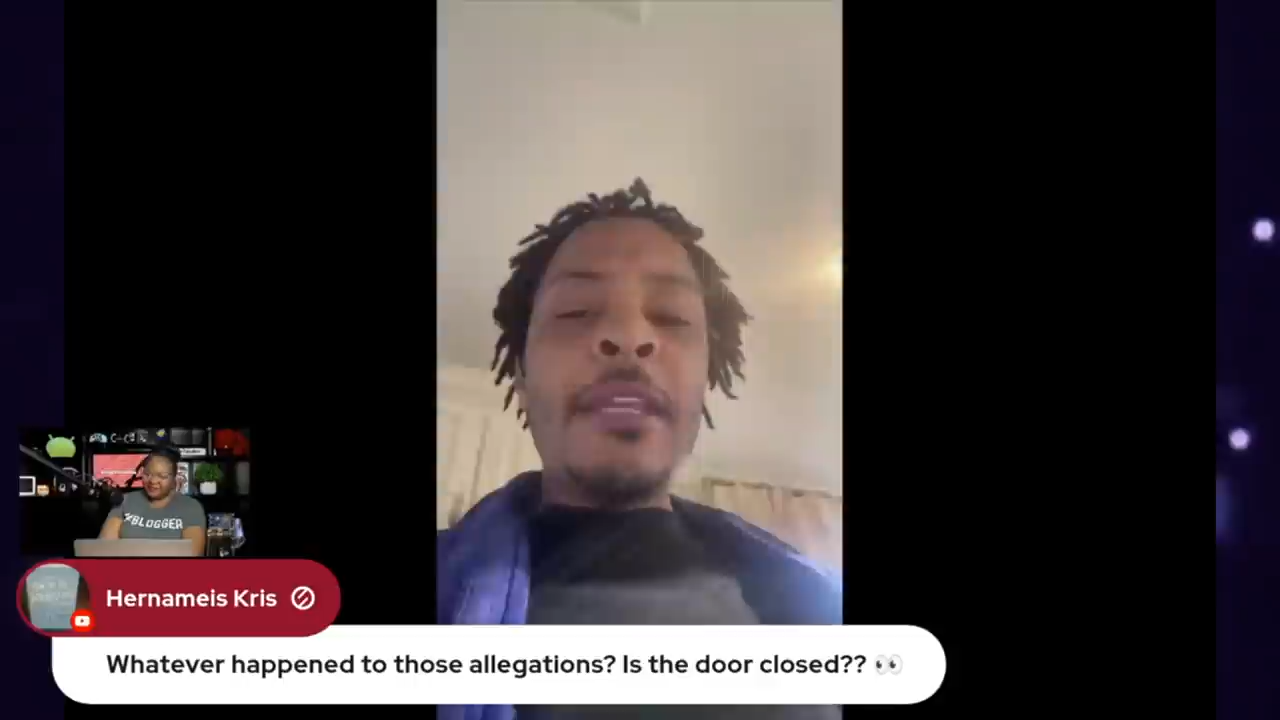 BLOGGER
Hernameis Kris
Whatever happened to those allegations? Is the door closed?? 👀